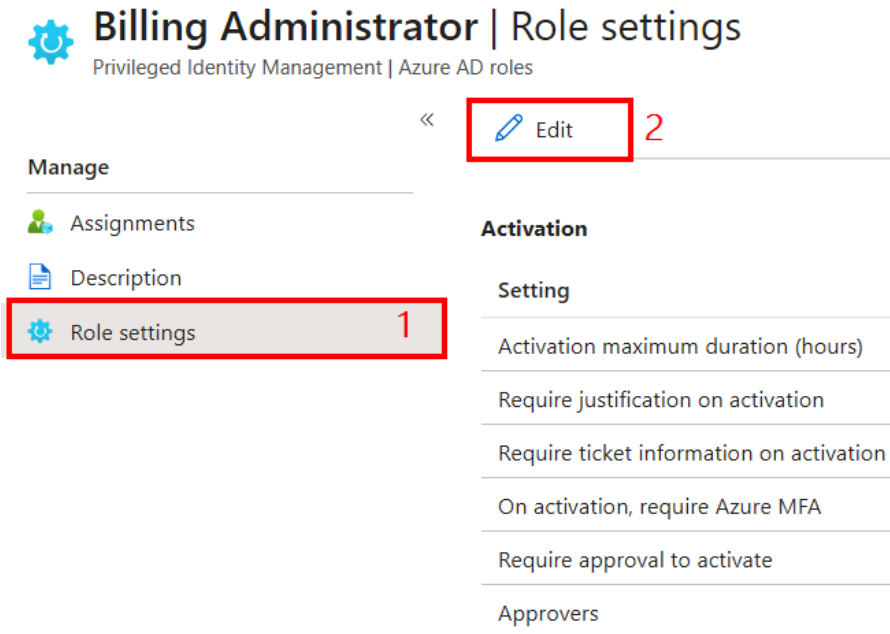 Billing Administrator | Role settings
Privileged Identity Management | Azure AD roles
«
Edit 2
Manage
Assignments
Description
Role settings 1
Activation
Setting
Activation maximum duration (hours)
Require justification on activation
Require ticket information on activation
On activation, require Azure MFA
Require approval to activate
Approvers